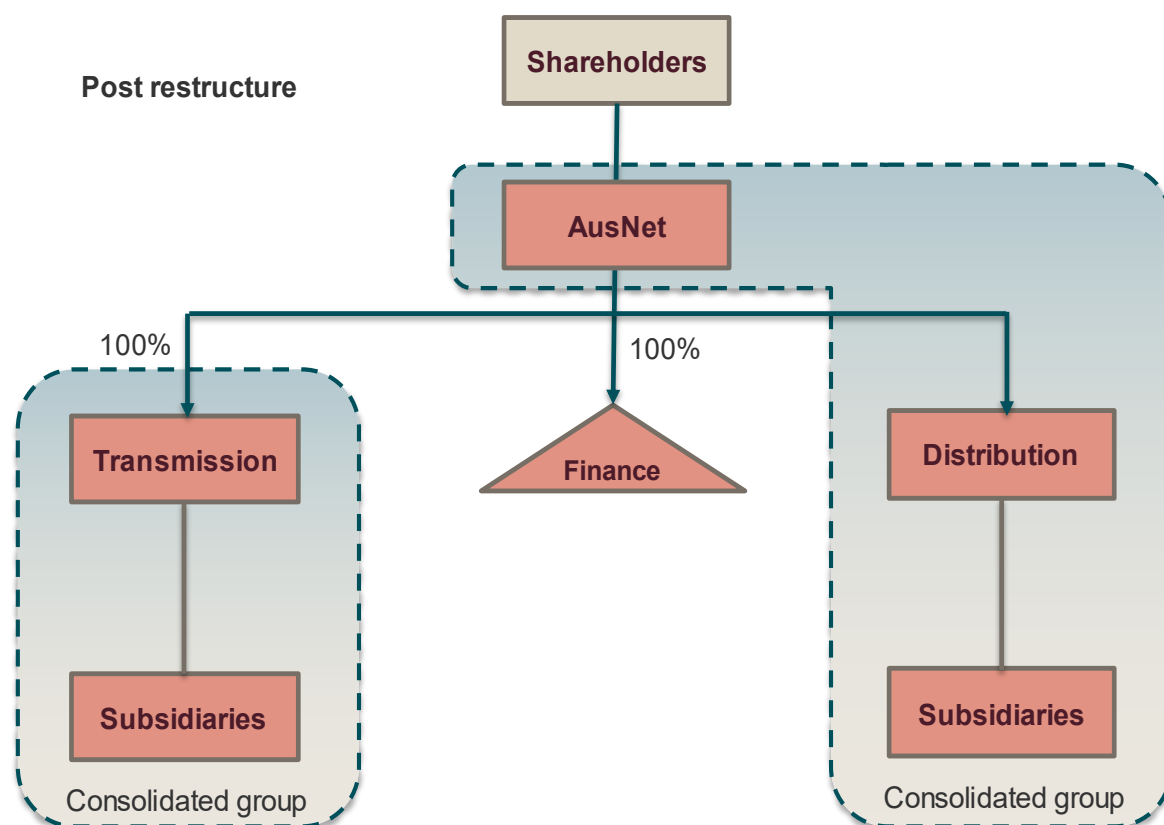 Shareholders
Post restructure
AusNet
100%
100%
Transmission
Finance
Distribution
Subsidiaries
Subsidiaries
Consolidated group
Consolidated group